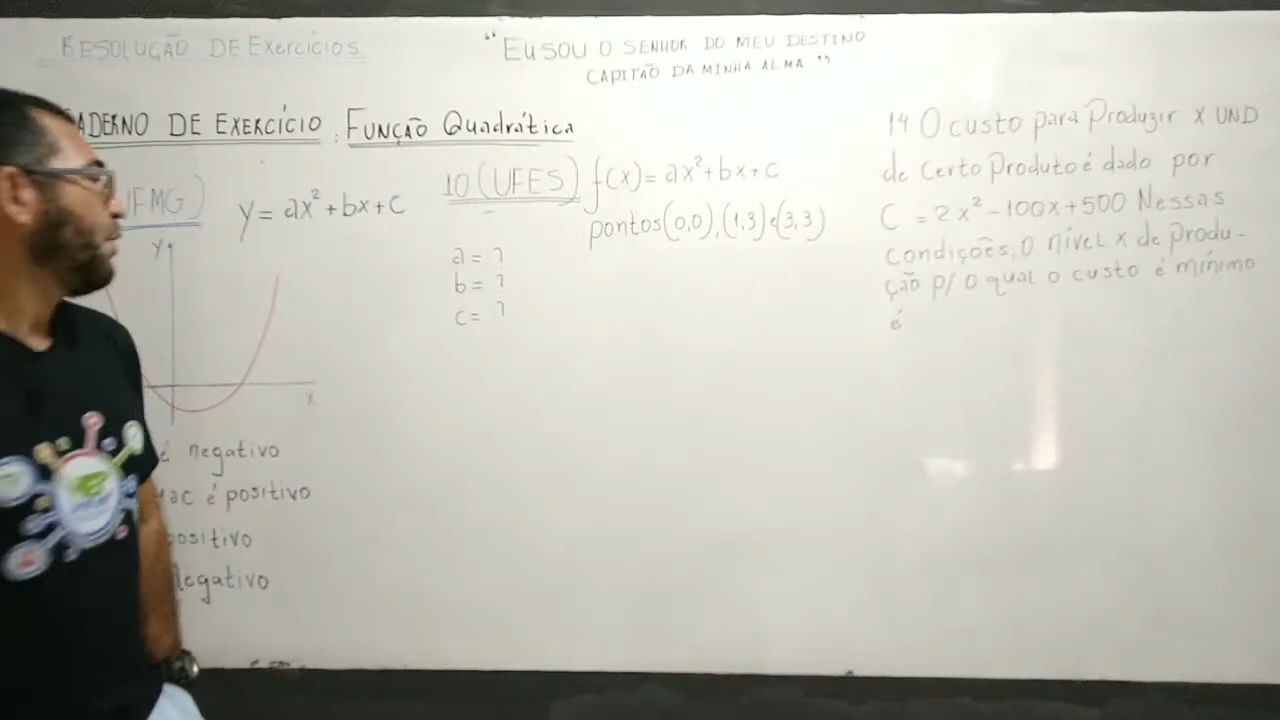 RESOLUÇÃO DE EXERCÍCIOS
"EU SOU O SENHOR DO MEU DESTINO
CAPITÃO DA MINHA ALMA"
ADERNO DE EXERCÍCIO: FUNÇÃO QUADRÁTICA
UFMG)
y = ax² + bx + c
y
x
é negativo
ac é positivo
positivo
negativo
10 (UFES) f(x) = ax² + bx + c
pontos (0,0), (1,3) e (3,3)
a = ?
b = ?
c = ?
14 O custo para Produzir x UND
de certo Produto é dado por
C = 2x² - 100x + 500 Nessas
condições, O nível x de produ-
ção p/ o qual o custo é mínimo
é